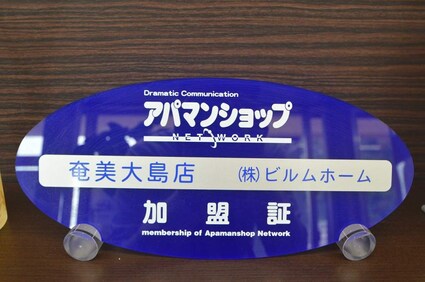 Dramatic Communication
アパマンショップ
NETWORK
奄美大島店 (株)ビルムホーム
加盟証
membership of Apamanshop Network